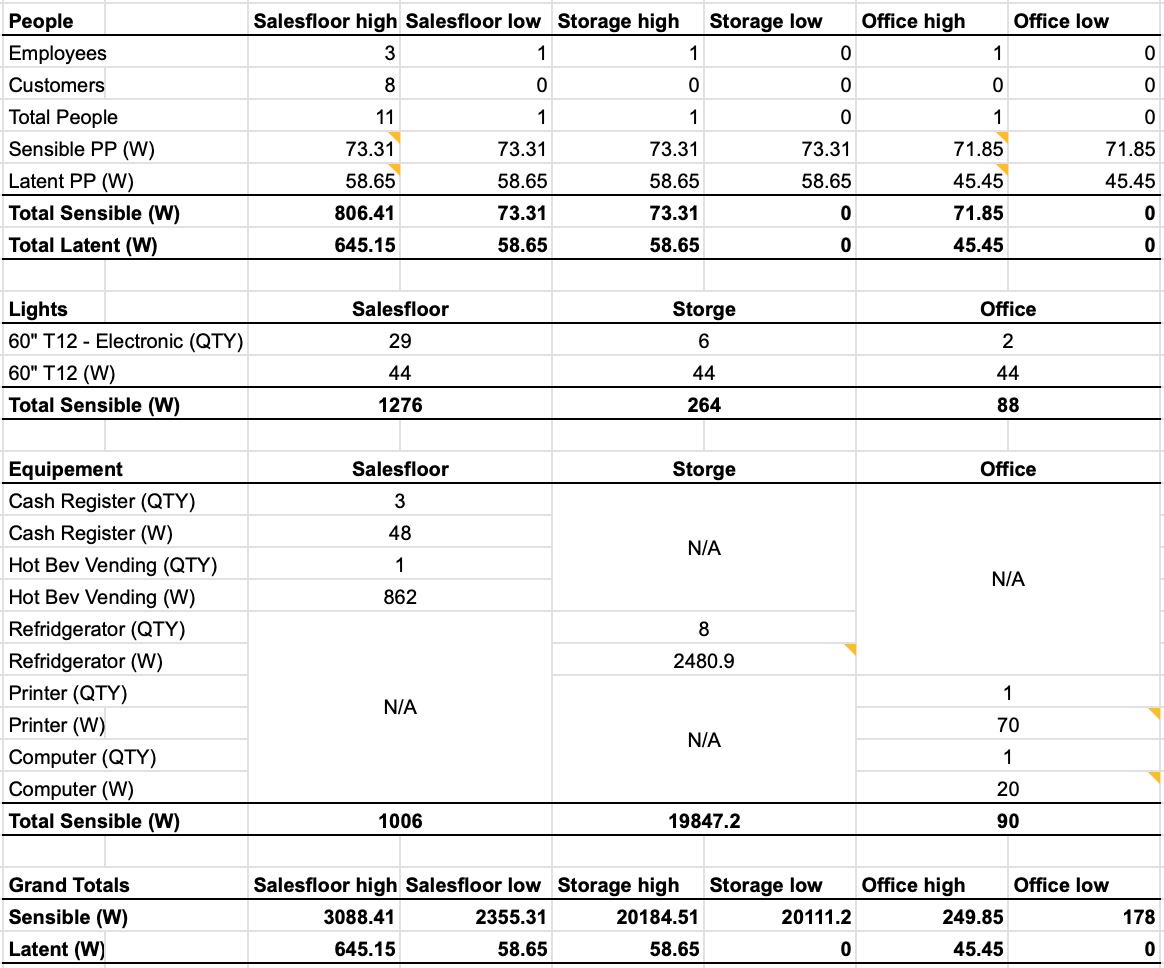 People Salesfloor high Salesfloor low Storage high Storage low Office high Office low
Employees 3 1 1 0 1 0
Customers 8 0 0 0 0 0
Total People 11 1 1 0 1 0
Sensible PP (W) 73.31 73.31 73.31 73.31 71.85 71.85
Latent PP (W) 58.65 58.65 58.65 58.65 45.45 45.45
Total Sensible (W) 806.41 73.31 73.31 0 71.85 0
Total Latent (W) 645.15 58.65 58.65 0 45.45 0
Lights Salesfloor Storge Office
60" T12 - Electronic (QTY) 29 6 2
60" T12 (W) 44 44 44
Total Sensible (W) 1276 264 88
Equipement Salesfloor Storge Office
Cash Register (QTY) 3
Cash Register (W) 48
N/A
Hot Bev Vending (QTY) 1
N/A
Hot Bev Vending (W) 862
Refridgerator (QTY) 8
Refridgerator (W) 2480.9
Printer (QTY) 1
N/A
Printer (W) 70
N/A
Computer (QTY) 1
Computer (W) 20
Total Sensible (W) 1006 19847.2 90
Grand Totals Salesfloor high Salesfloor low Storage high Storage low Office high Office low
Sensible (W) 3088.41 2355.31 20184.51 20111.2 249.85 178
Latent (W) 645.15 58.65 58.65 0 45.45 0